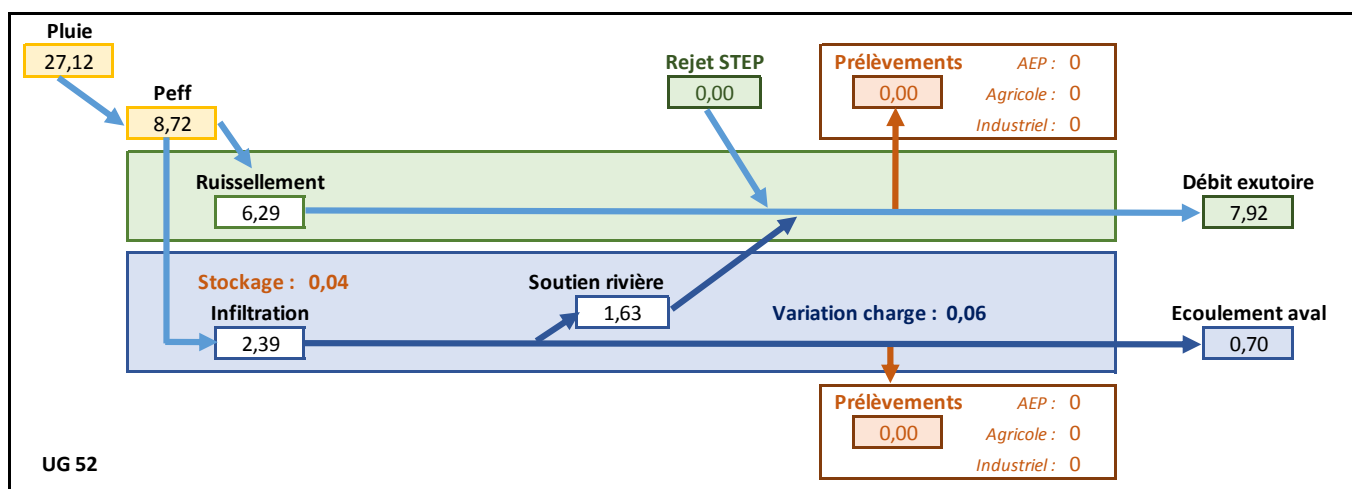 Pluie
27,12
Peff
8,72
Rejet STEP
0,00
Prélèvements
0,00
AEP : 0
Agricole : 0
Industriel : 0
Ruissellement
6,29
Débit exutoire
7,92
Stockage : 0,04
Infiltration
2,39
Soutien rivière
1,63
Variation charge : 0,06
Ecoulement aval
0,70
Prélèvements
0,00
AEP : 0
Agricole : 0
Industriel : 0
UG 52